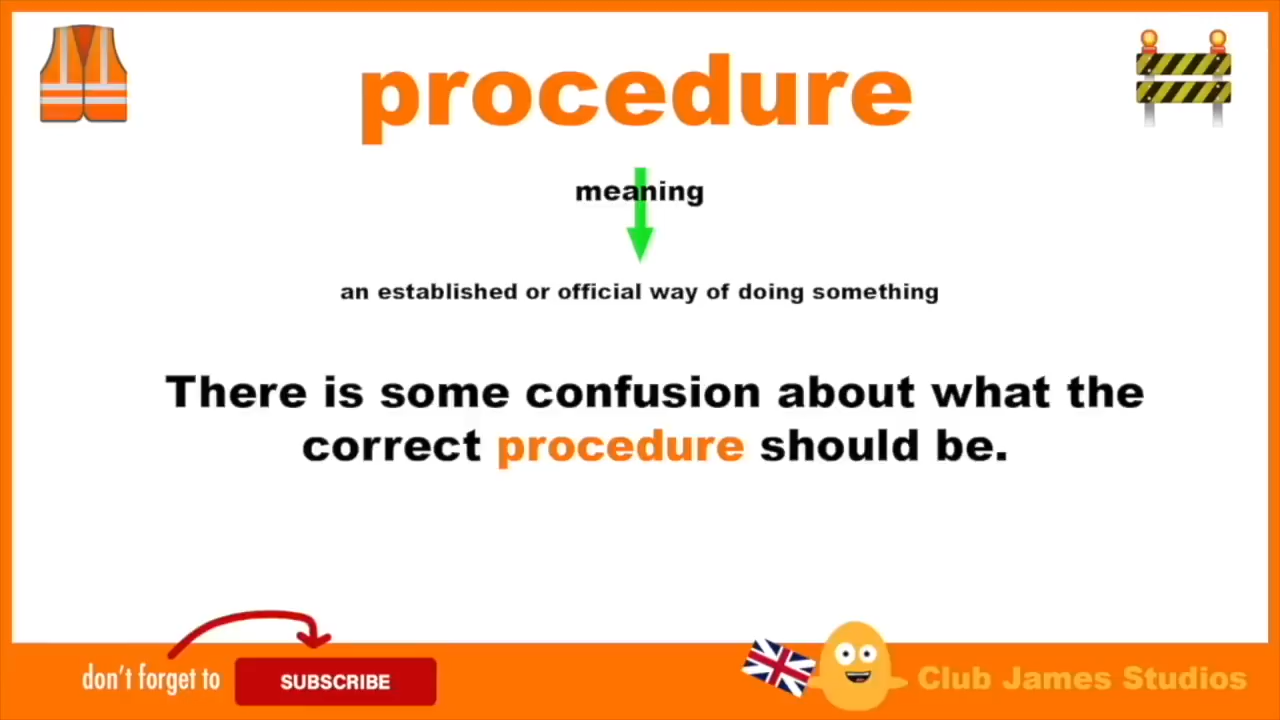 procedure
meaning
an established or official way of doing something
There is some confusion about what the
correct procedure should be.
don't forget to SUBSCRIBE
Club James Studios